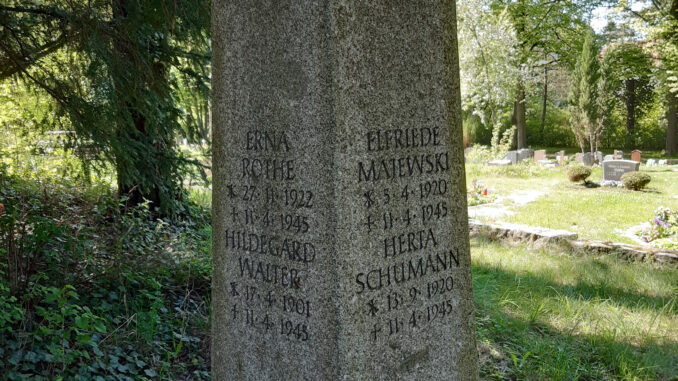 ERNA
ROTHE
* 27·11·1922
† 11·4·1945
HILDEGARD
WALTER
* 17·4·1901
† 11·4·1945
ELFRIEDE
MAJEWSKI
* 5·4·1920
† 11·4·1945
HERTA
SCHUMANN
* 13·9·1920
† 11·4·1945